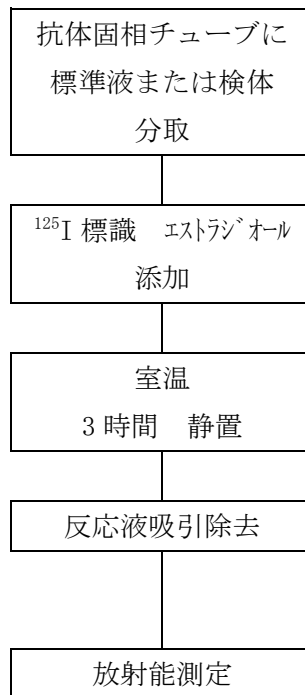 抗体固相チューブに
標準液または検体
分取
¹²⁵I 標識　ｴｽﾄﾗｼﾞｵｰﾙ
添加
室温
3 時間　静置
反応液吸引除去
放射能測定